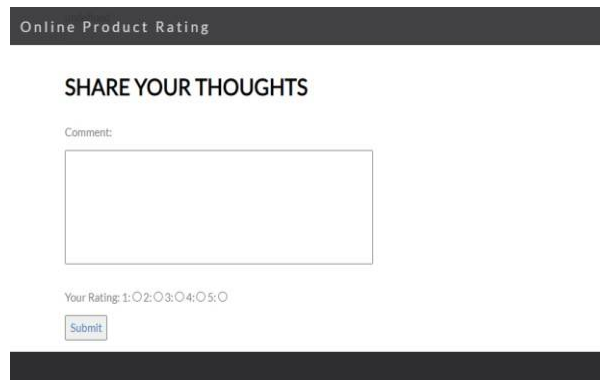 Online Product Rating
SHARE YOUR THOUGHTS
Comment:
Your Rating: 1: 2: 3: 4: 5:
Submit